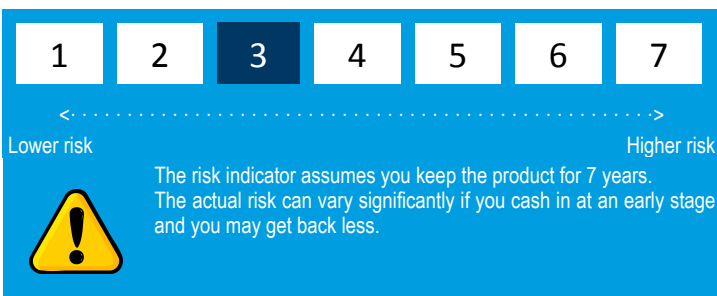 1 2 3 4 5 6 7
Lower risk Higher risk
The risk indicator assumes you keep the product for 7 years.
The actual risk can vary significantly if you cash in at an early stage
and you may get back less.